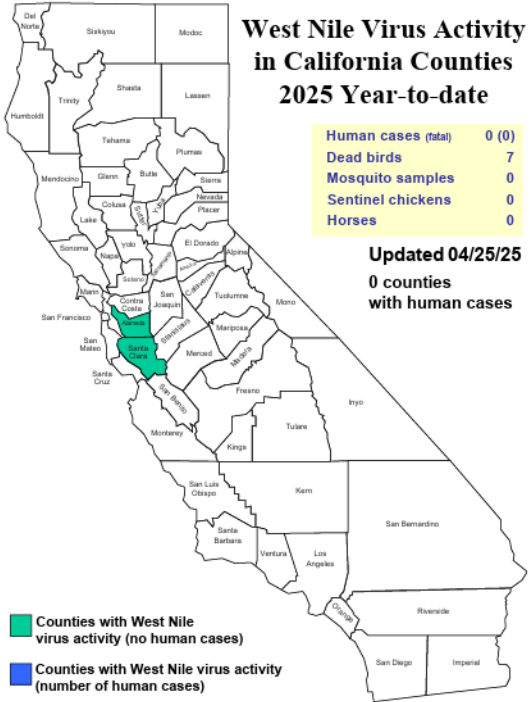 West Nile Virus Activity
in California Counties
2025 Year-to-date
Human cases (fatal) 0 (0)
Dead birds 7
Mosquito samples 0
Sentinel chickens 0
Horses 0
Updated 04/25/25
0 counties
with human cases
Del
Norte
Siskiyou
Modoc
Humboldt
Trinity
Shasta
Lassen
Tehama
Plumas
Mendocino
Glenn
Butte
Sierra
Colusa
Sutter
Yuba
Nevada
Placer
Lake
Sonoma
Napa
Yolo
Sacramento
El Dorado
Alpine
Amador
Solano
Calaveras
Marin
Contra
Costa
San
Joaquin
Tuolumne
Mono
San Francisco
Alameda
Stanislaus
Mariposa
San
Mateo
Santa
Clara
Merced
Madera
Santa
Cruz
San Benito
Fresno
Inyo
Monterey
Kings
Tulare
San Luis
Obispo
Kern
San Bernardino
Santa
Barbara
Ventura
Los
Angeles
Orange
Riverside
San Diego
Imperial
Counties with West Nile
virus activity (no human cases)
Counties with West Nile virus activity
(number of human cases)